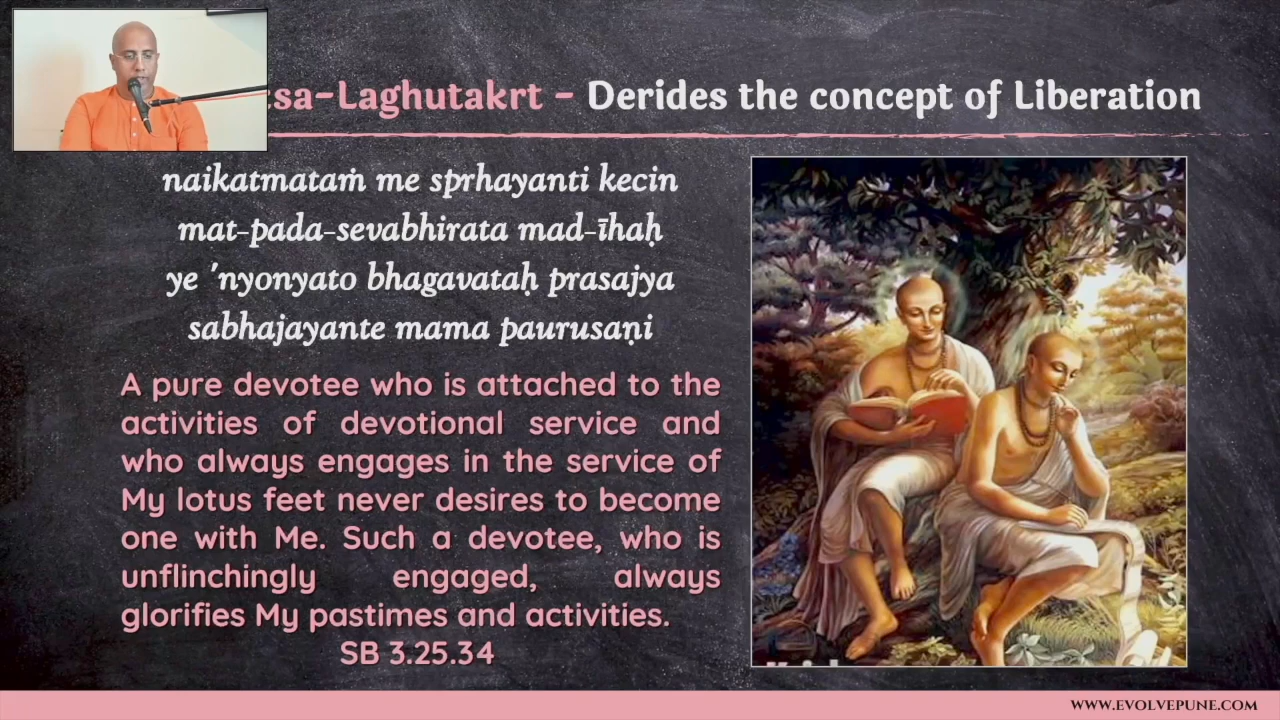 -Laghutakrt - Derides the concept of Liberation
naikatmataṁ me sprhayanti kecin
mat-pada-sevabhirata mad-īhaḥ
ye 'nyonyato bhagavataḥ prasajya
sabhajayante mama paurusaṇi
A pure devotee who is attached to the
activities of devotional service and
who always engages in the service of
My lotus feet never desires to become
one with Me. Such a devotee, who is
unflinchingly engaged, always
glorifies My pastimes and activities.
SB 3.25.34
WWW.EVOLVEPUNE.COM